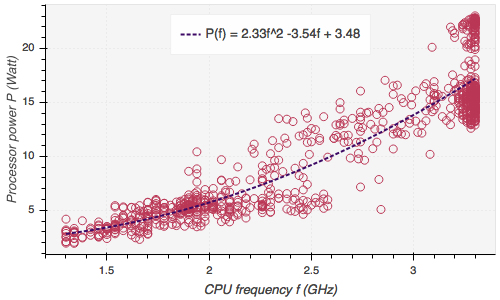 P(f) = 2.33f^2 -3.54f + 3.48
Processor power P (Watt)
20
15
10
5
1.5 2 2.5 3
CPU frequency f (GHz)